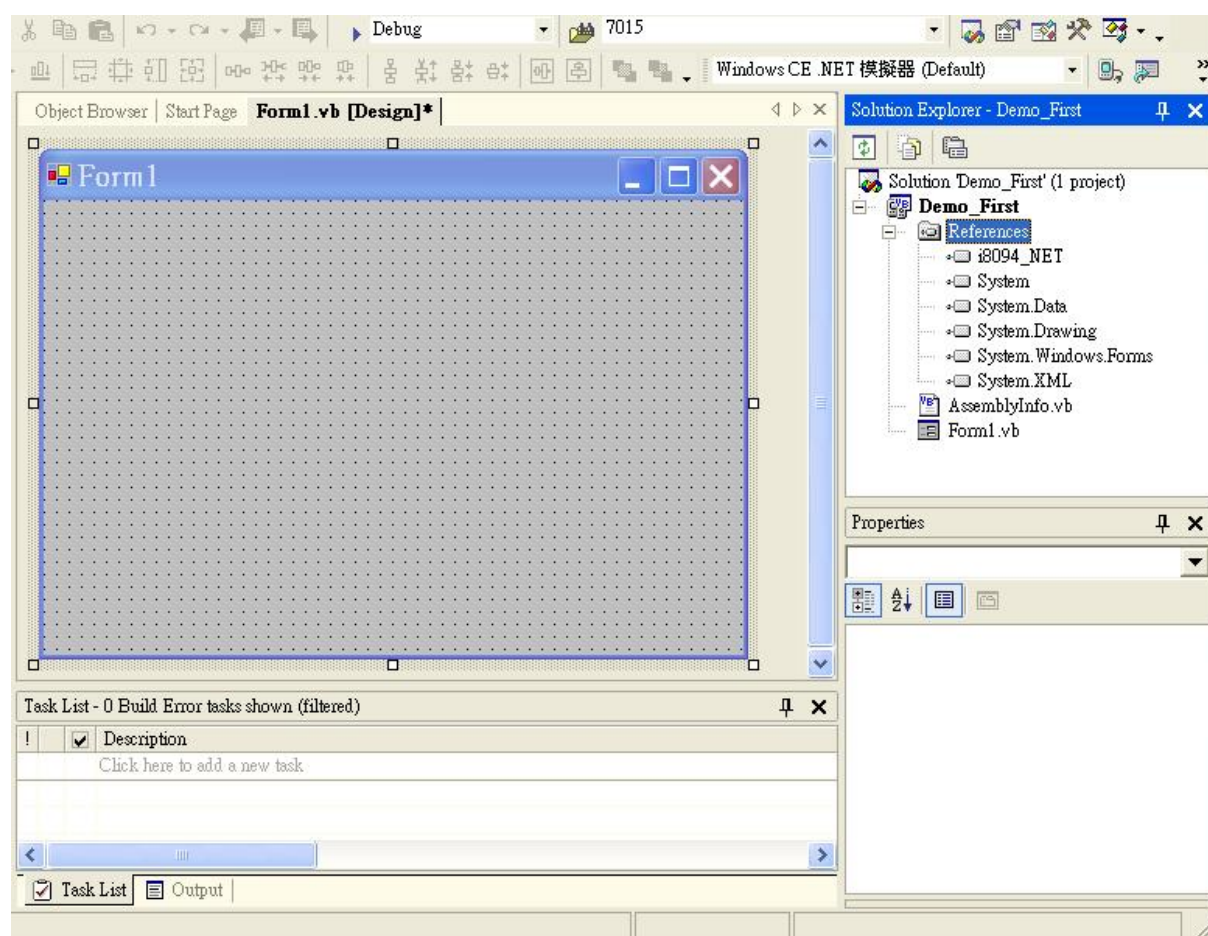 Debug
7015
Windows CE .NET 模擬器 (Default)
Object Browser
Start Page
Form1.vb [Design]*
Form1
Solution Explorer - Demo_First
Solution 'Demo_First' (1 project)
Demo_First
References
i8094_NET
System
System.Data
System.Drawing
System.Windows.Forms
System.XML
AssemblyInfo.vb
Form1.vb
Properties
Task List - 0 Build Error tasks shown (filtered)
! Description
Click here to add a new task
Task List
Output